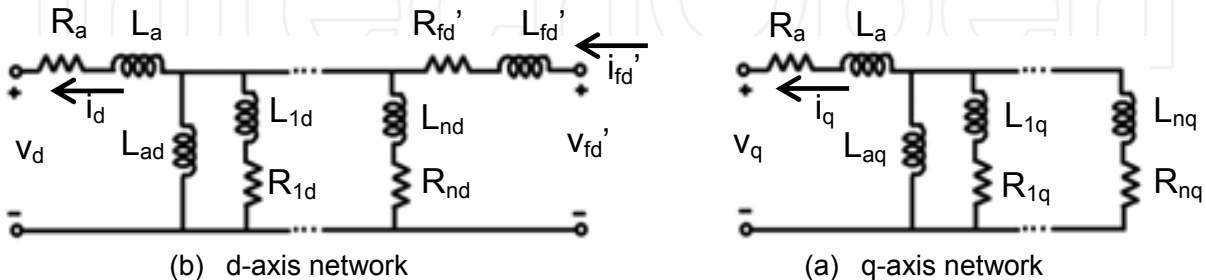 Ra La Rfd’ Lfd’
ifd’
id
+ +
vd Lad L1d R1d Lnd Rnd vfd’
- -
(b) d-axis network
Ra La
iq
+
vq Laq L1q R1q Lnq Rnq
-
(a) q-axis network